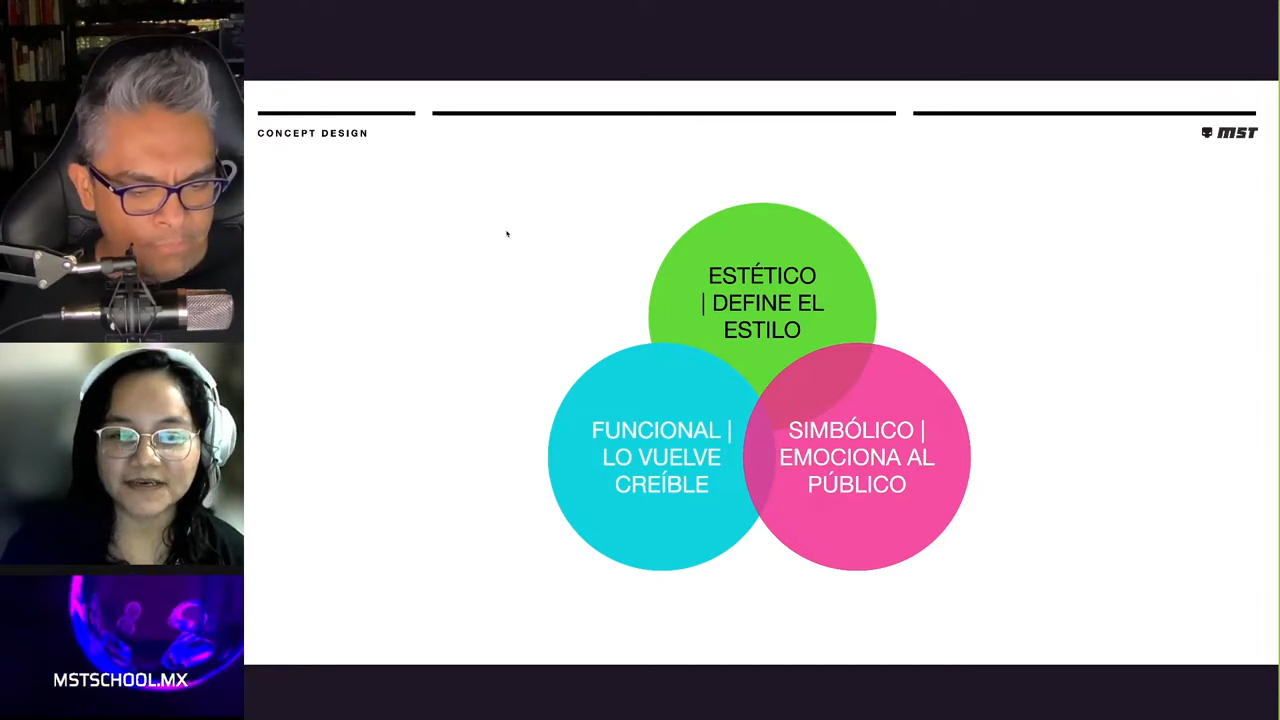 CONCEPT DESIGN
MST
ESTÉTICO
| DEFINE EL
ESTILO
FUNCIONAL |
LO VUELVE
CREÍBLE
SIMBÓLICO |
EMOCIONA AL
PÚBLICO
MSTSCHOOL.MX